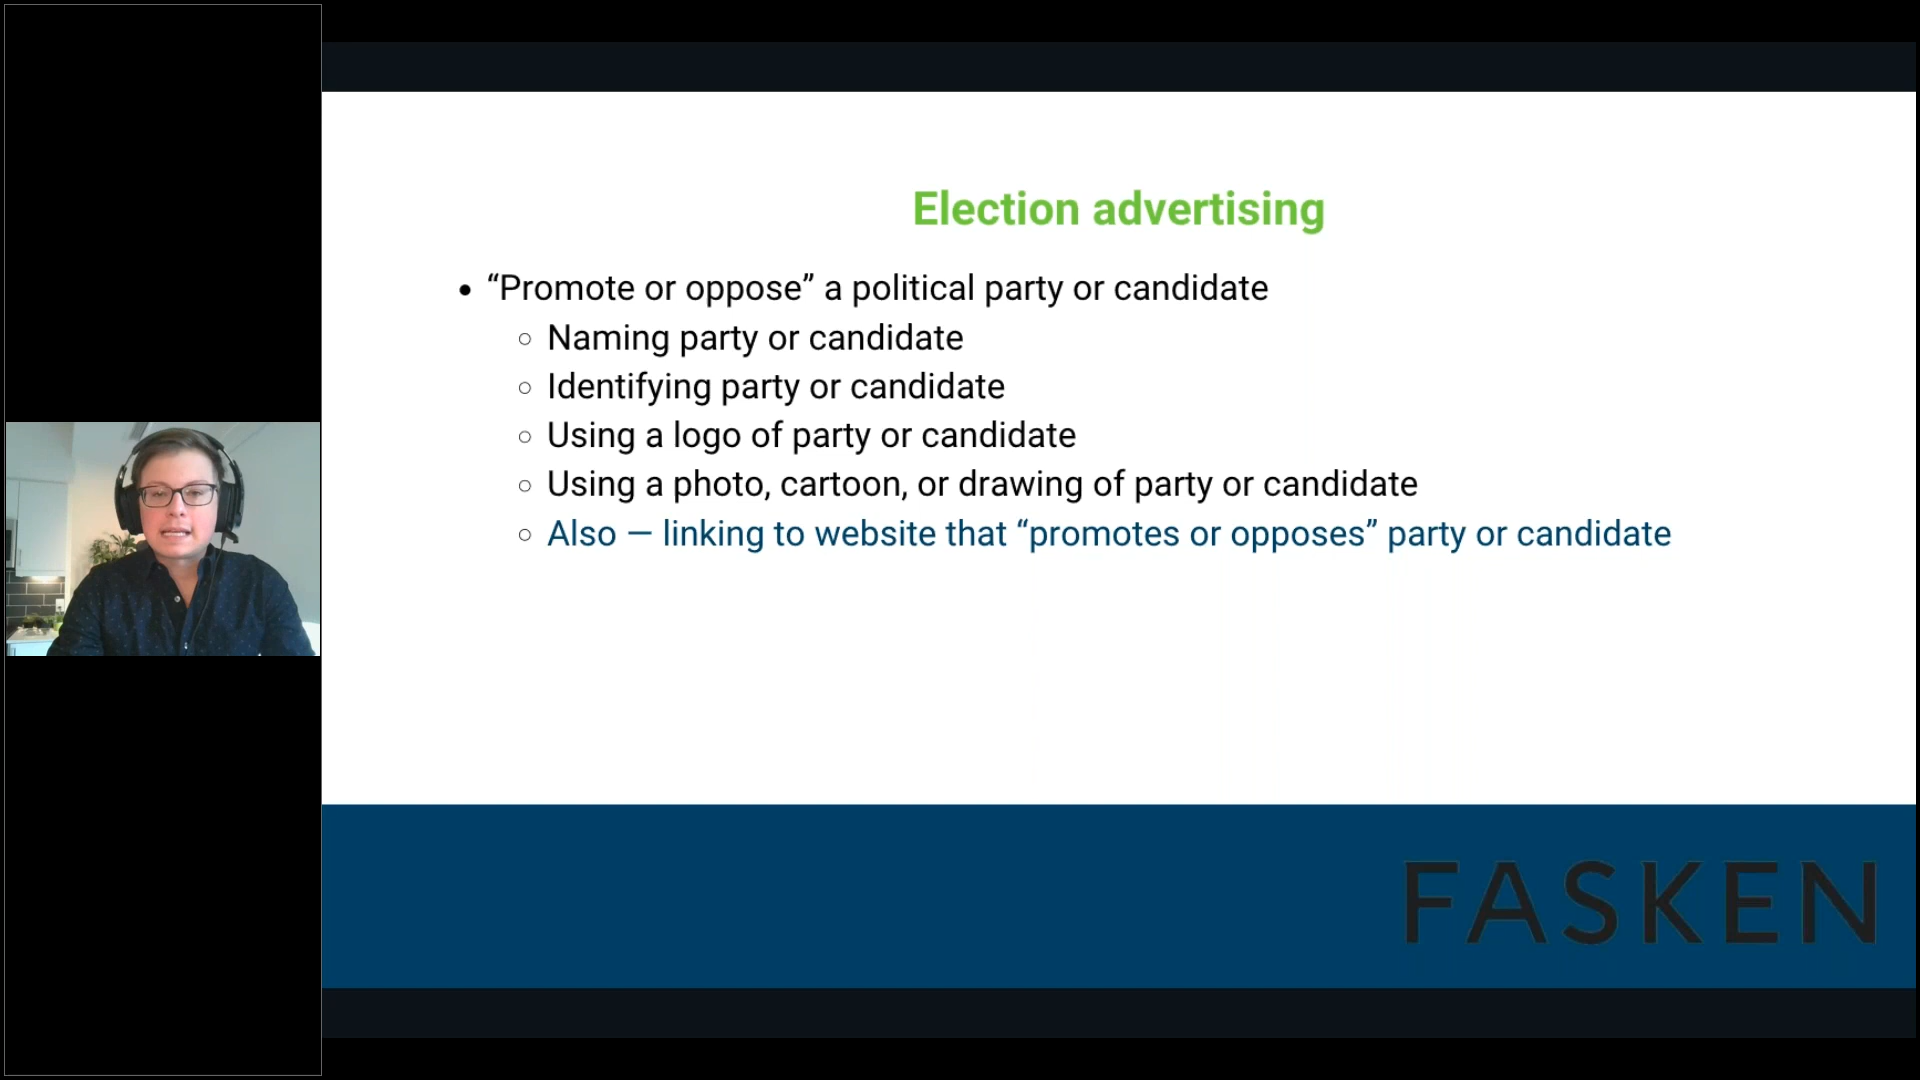 Election advertising
• “Promote or oppose” a political party or candidate
○ Naming party or candidate
○ Identifying party or candidate
○ Using a logo of party or candidate
○ Using a photo, cartoon, or drawing of party or candidate
○ Also — linking to website that “promotes or opposes” party or candidate
FASKEN